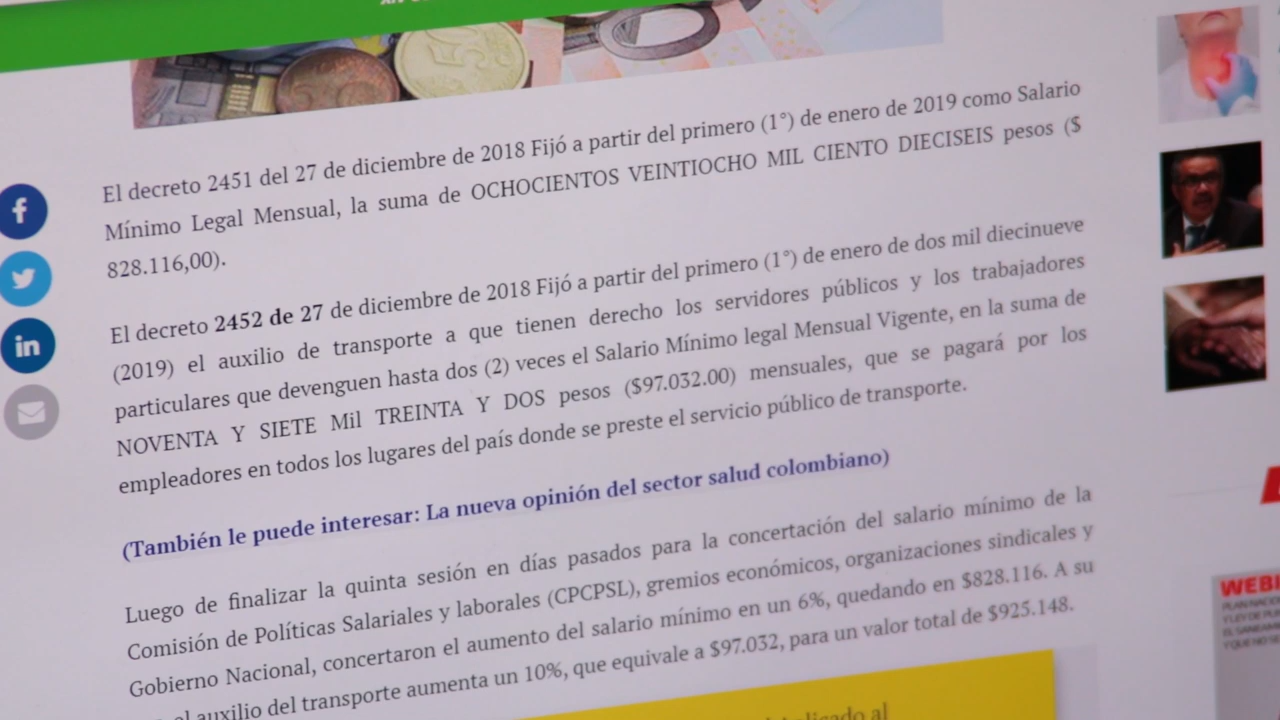 El decreto 2451 del 27 de diciembre de 2018 Fijó a partir del primero (1°) de enero de 2019 como Salario
Mínimo Legal Mensual, la suma de OCHOCIENTOS VEINTIOCHO MIL CIENTO DIECISEIS pesos ($
828.116,00).
El decreto 2452 de 27 de diciembre de 2018 Fijó a partir del primero (1°) de enero de dos mil diecinueve
(2019) el auxilio de transporte a que tienen derecho los servidores públicos y los trabajadores
particulares que devenguen hasta dos (2) veces el Salario Mínimo legal Mensual Vigente, en la suma de
NOVENTA Y SIETE Mil TREINTA Y DOS pesos ($97.032.00) mensuales, que se pagará por los
empleadores en todos los lugares del país donde se preste el servicio público de transporte.
(También le puede interesar: La nueva opinión del sector salud colombiano)
Luego de finalizar la quinta sesión en días pasados para la concertación del salario mínimo de la
Comisión de Políticas Salariales y laborales (CPCPSL), gremios económicos, organizaciones sindicales y
Gobierno Nacional, concertaron el aumento del salario mínimo en un 6%, quedando en $828.116. A su
el auxilio del transporte aumenta un 10%, que equivale a $97.032, para un valor total de $925.148.
f
in